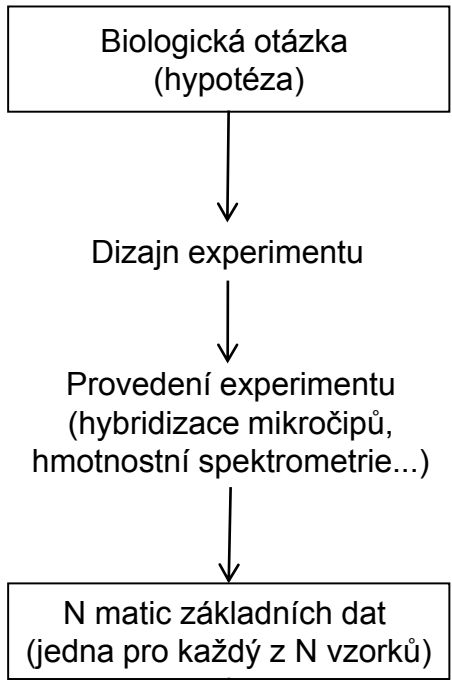 Biologická otázka
(hypotéza)
Dizajn experimentu
Provedení experimentu
(hybridizace mikročipů,
hmotnostní spektrometrie...)
N matic základních dat
(jedna pro každý z N vzorků)